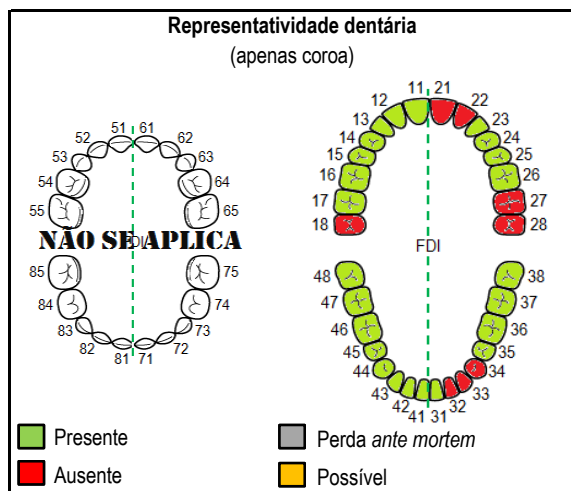 Representatividade dentária
(apenas coroa)
51 61
52 62
53 63
54 64
55 65
NÃO SE APLICA
FDI
85 75
84 74
83 73
82 72
81 71
11 21
12 22
13 23
14 24
15 25
16 26
17 27
18 28
FDI
48 38
47 37
46 36
45 35
44 34
43 33
42 32
41 31
Presente
Ausente
Perda ante mortem
Possível